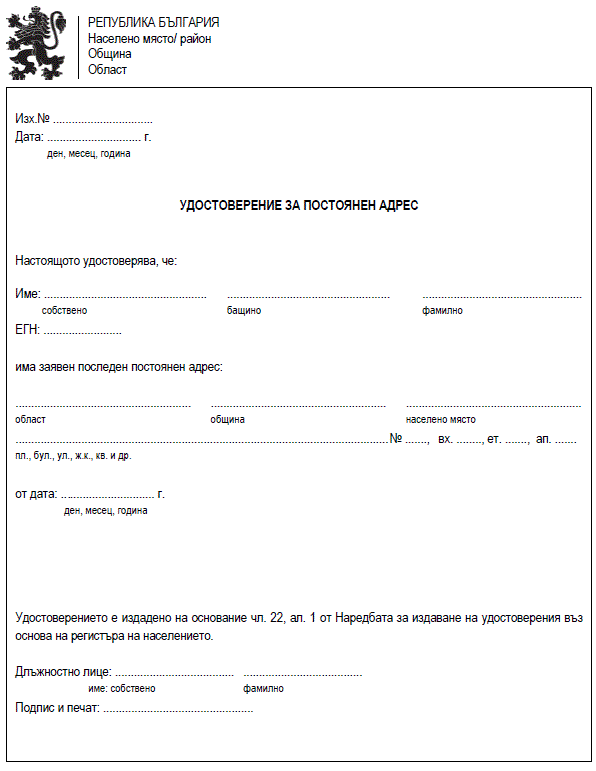 РЕПУБЛИКА БЪЛГАРИЯ
Населено място/ район
Община
Област
Изх.№ ................................
Дата: .............................. г.
ден, месец, година
УДОСТОВЕРЕНИЕ ЗА ПОСТОЯНЕН АДРЕС
Настоящото удостоверява, че:
Име: .................................................... .................................................... ...................................................
собствено бащино фамилно
ЕГН: .........................
има заявен последен постоянен адрес:
........................................................ ........................................................ ........................................................
област община населено място
........................................................................................................................ № ......., вх. ........, ет. ......., ап. .......
пл., бул., ул., ж.к., кв. и др.
от дата: .............................. г.
ден, месец, година
Удостоверението е издадено на основание чл. 22, ал. 1 от Наредбата за издаване на удостоверения въз
основа на регистъра на населението.
Длъжностно лице: ...................................... ......................................
име: собствено фамилно
Подпис и печат: ................................................